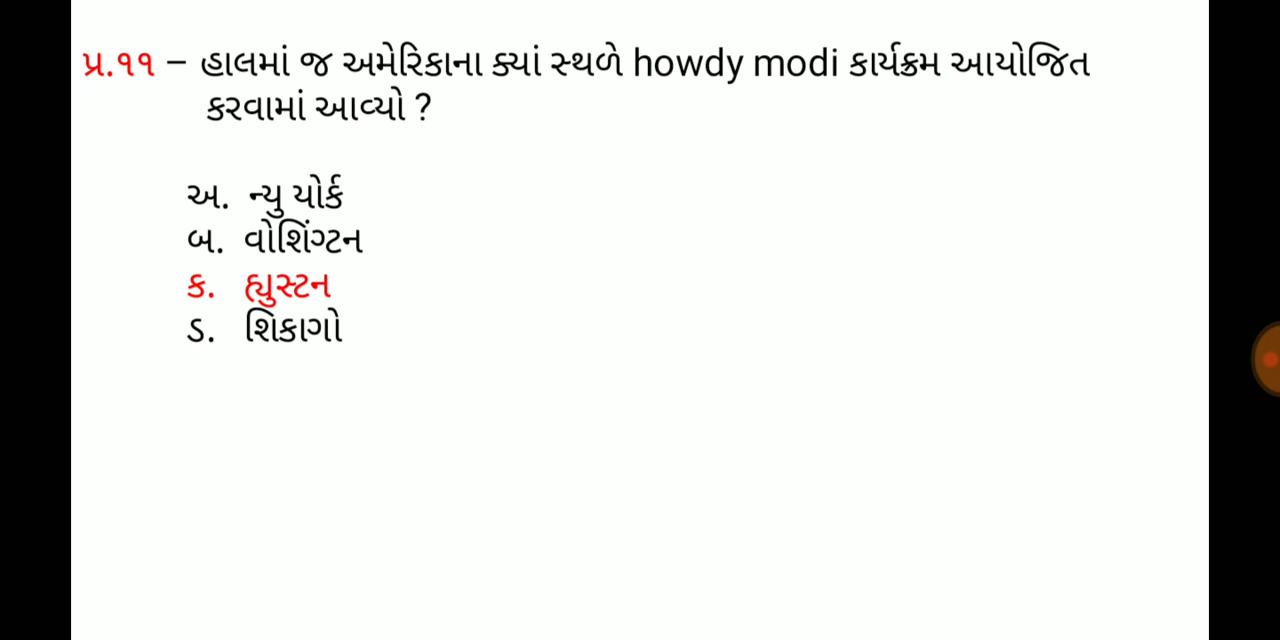 પ્ર.૧૧ – હાલમાં જ અમેરિકાના ક્યાં સ્થળે howdy modi કાર્યક્રમ આયોજિત
કરવામાં આવ્યો ?
અ. ન્યુ યોર્ક
બ. વોશિંગ્ટન
ક. હ્યુસ્ટન
ડ. શિકાગો